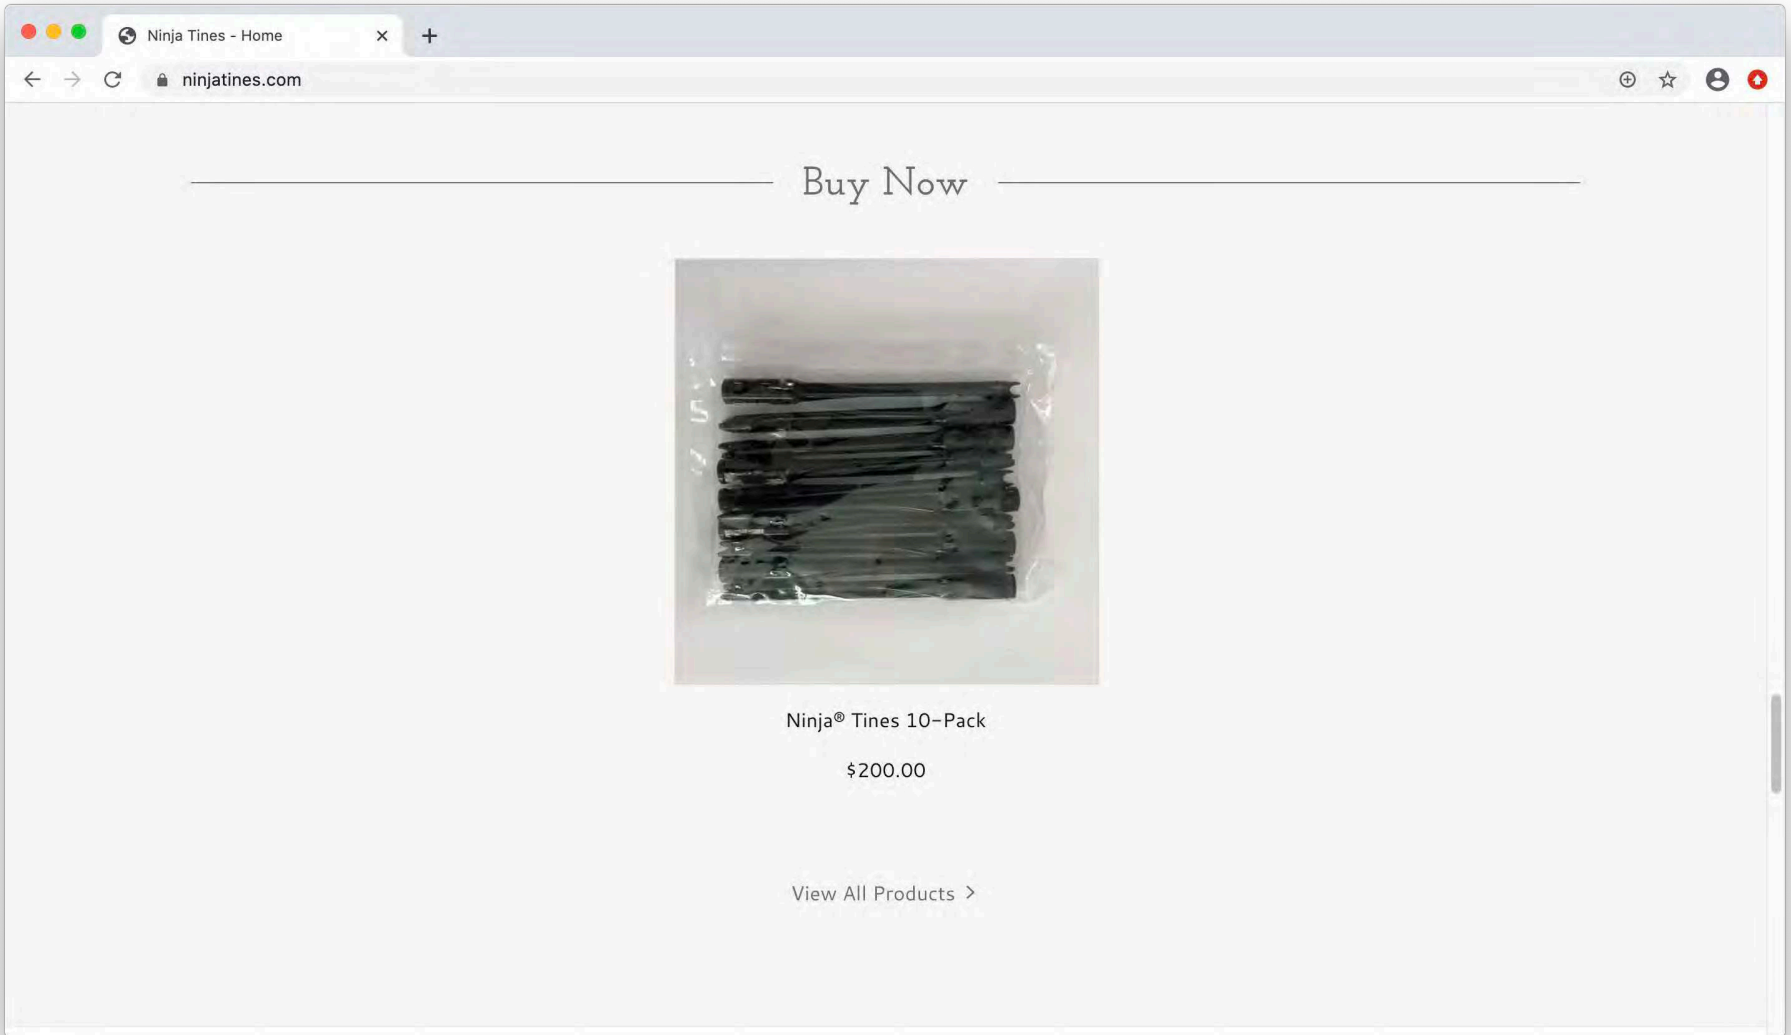 Ninja Tines - Home
ninjatines.com
Buy Now
Ninja® Tines 10-Pack
$200.00
View All Products